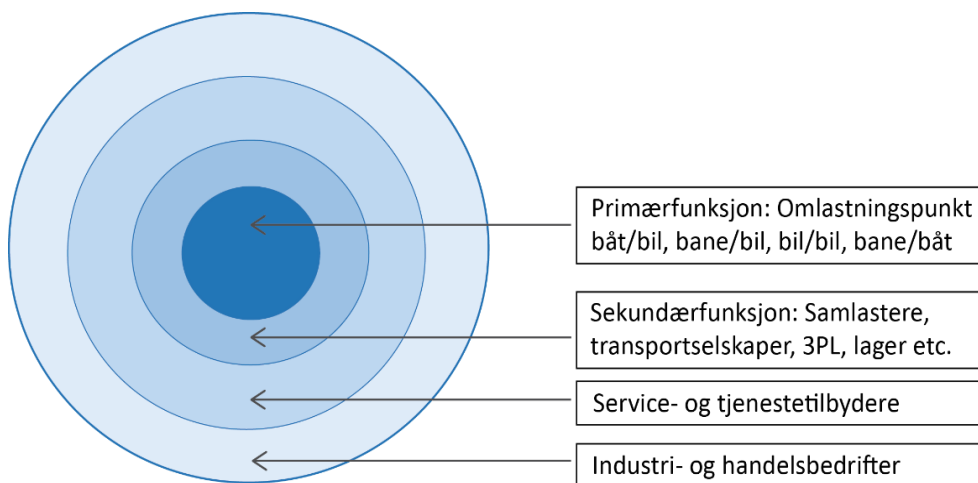 Primærfunksjon: Omlastningspunkt
båt/bil, bane/bil, bil/bil, bane/båt
Sekundærfunksjon: Samlastere,
transportselskaper, 3PL, lager etc.
Service- og tjenestetilbydere
Industri- og handelsbedrifter